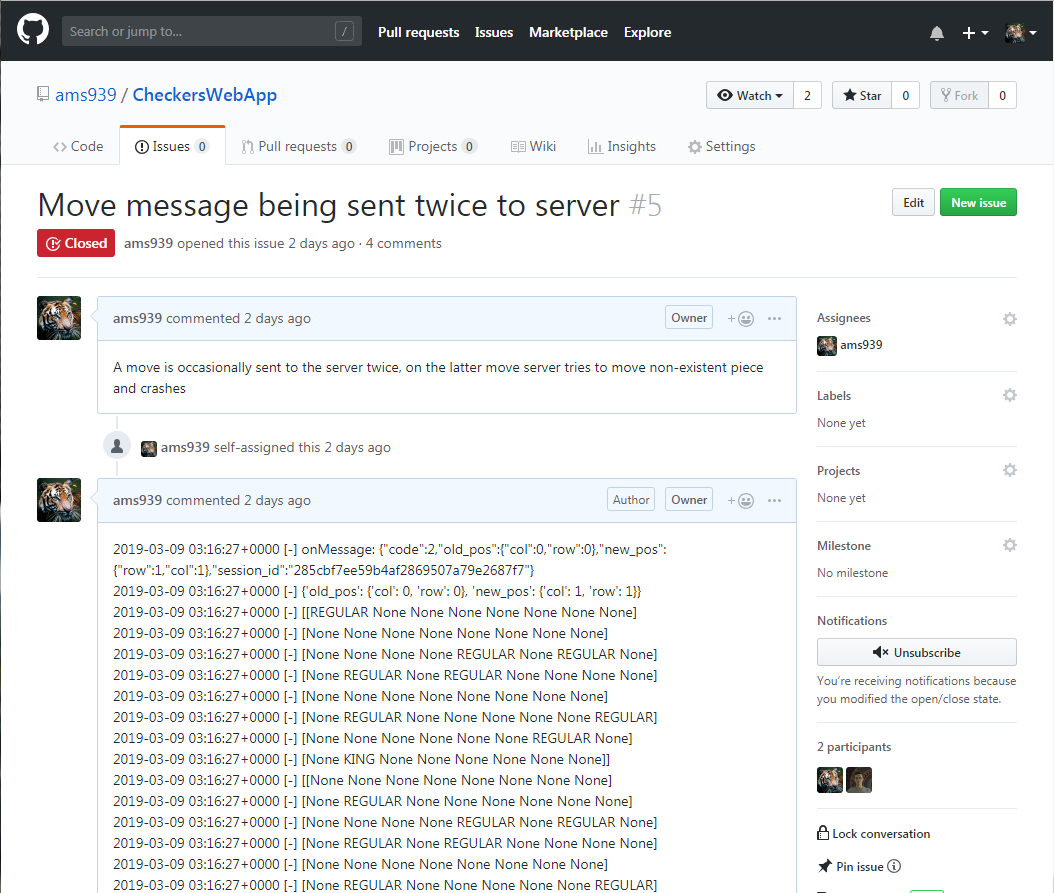 Search or jump to... /
Pull requests Issues Marketplace Explore
ams939 / CheckersWebApp
Watch 2 Star 0 Fork 0
Code Issues 0 Pull requests 0 Projects 0 Wiki Insights Settings
Move message being sent twice to server #5
Edit New issue
Closed ams939 opened this issue 2 days ago · 4 comments
ams939 commented 2 days ago Owner
A move is occasionally sent to the server twice, on the latter move server tries to move non-existent piece
and crashes
ams939 self-assigned this 2 days ago
ams939 commented 2 days ago Author Owner
2019-03-09 03:16:27+0000 [-] onMessage: {"code":2,"old_pos":{"col":0,"row":0},"new_pos":
{"row":1,"col":1},"session_id":"285cbf7ee59b4af2869507a79e2687f7"}
2019-03-09 03:16:27+0000 [-] {'old_pos': {'col': 0, 'row': 0}, 'new_pos': {'col': 1, 'row': 1}}
2019-03-09 03:16:27+0000 [-] [[REGULAR None None None None None None None]
2019-03-09 03:16:27+0000 [-] [None None None None None None None None]
2019-03-09 03:16:27+0000 [-] [None None None None REGULAR None REGULAR None]
2019-03-09 03:16:27+0000 [-] [None REGULAR None REGULAR None None None None]
2019-03-09 03:16:27+0000 [-] [None None None None None None None None]
2019-03-09 03:16:27+0000 [-] [None REGULAR None None None None None REGULAR]
2019-03-09 03:16:27+0000 [-] [None None None None None None REGULAR None]
2019-03-09 03:16:27+0000 [-] [None KING None None None None None None]]
2019-03-09 03:16:27+0000 [-] [[None None None None None None None None]
2019-03-09 03:16:27+0000 [-] [None REGULAR None None None None None None]
2019-03-09 03:16:27+0000 [-] [None None None None REGULAR None REGULAR None]
2019-03-09 03:16:27+0000 [-] [None REGULAR None REGULAR None None None None]
2019-03-09 03:16:27+0000 [-] [None None None None None None None None]
2019-03-09 03:16:27+0000 [-] [None REGULAR None None None None None REGULAR]
Assignees
ams939
Labels
None yet
Projects
None yet
Milestone
No milestone
Notifications
Unsubscribe
You're receiving notifications because
you modified the open/close state.
2 participants
Lock conversation
Pin issue